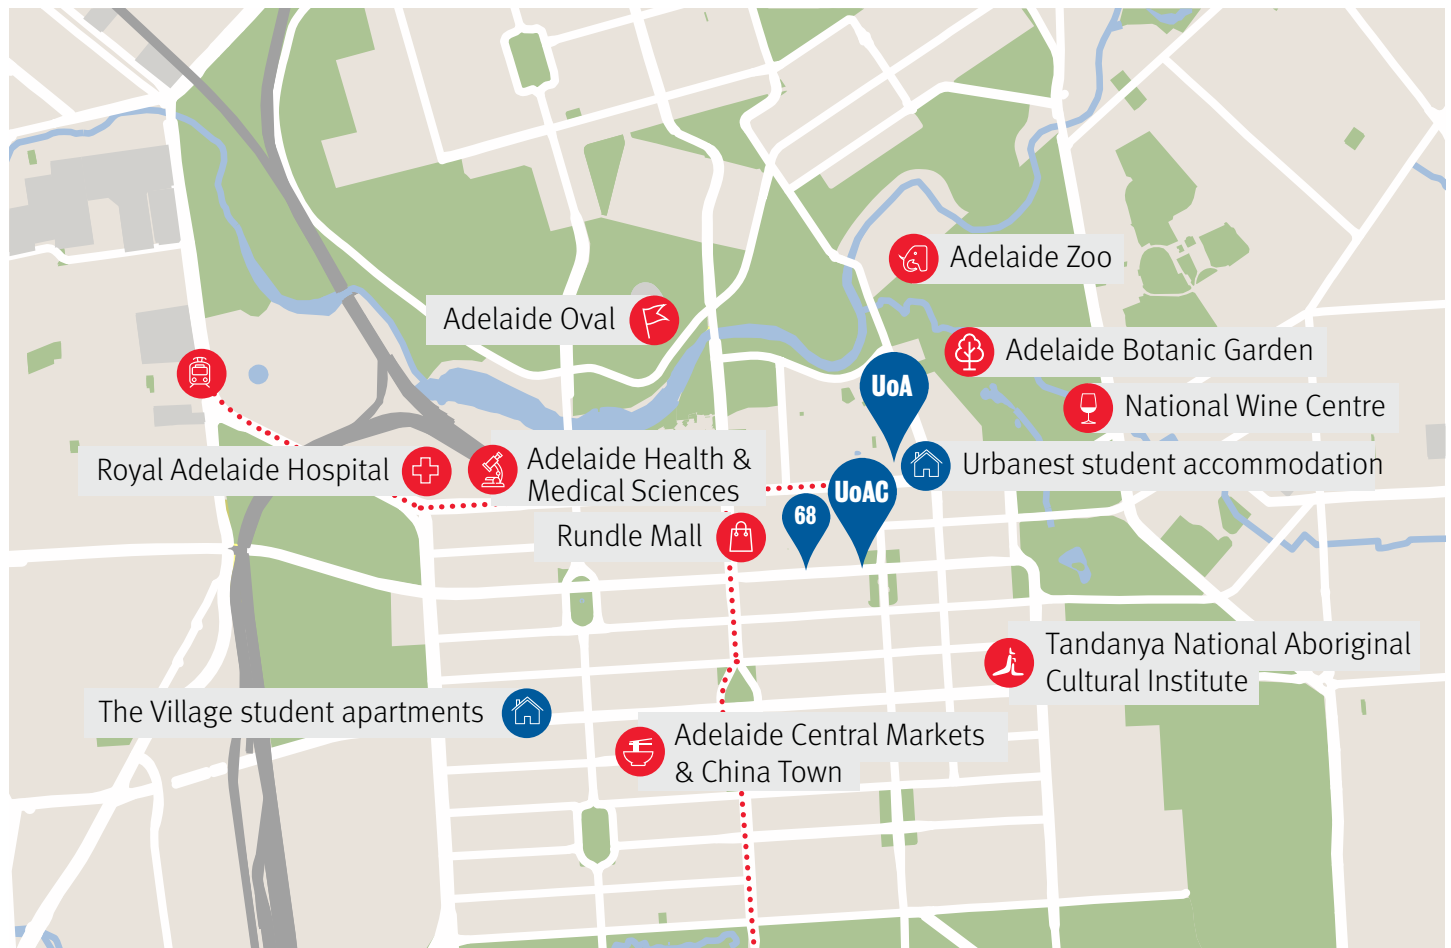 Adelaide Zoo
Adelaide Oval
Adelaide Botanic Garden
UoA
National Wine Centre
Royal Adelaide Hospital
Adelaide Health &
Medical Sciences
Urbanest student accommodation
UoAC
68
Rundle Mall
Tandanya National Aboriginal
Cultural Institute
The Village student apartments
Adelaide Central Markets
& China Town